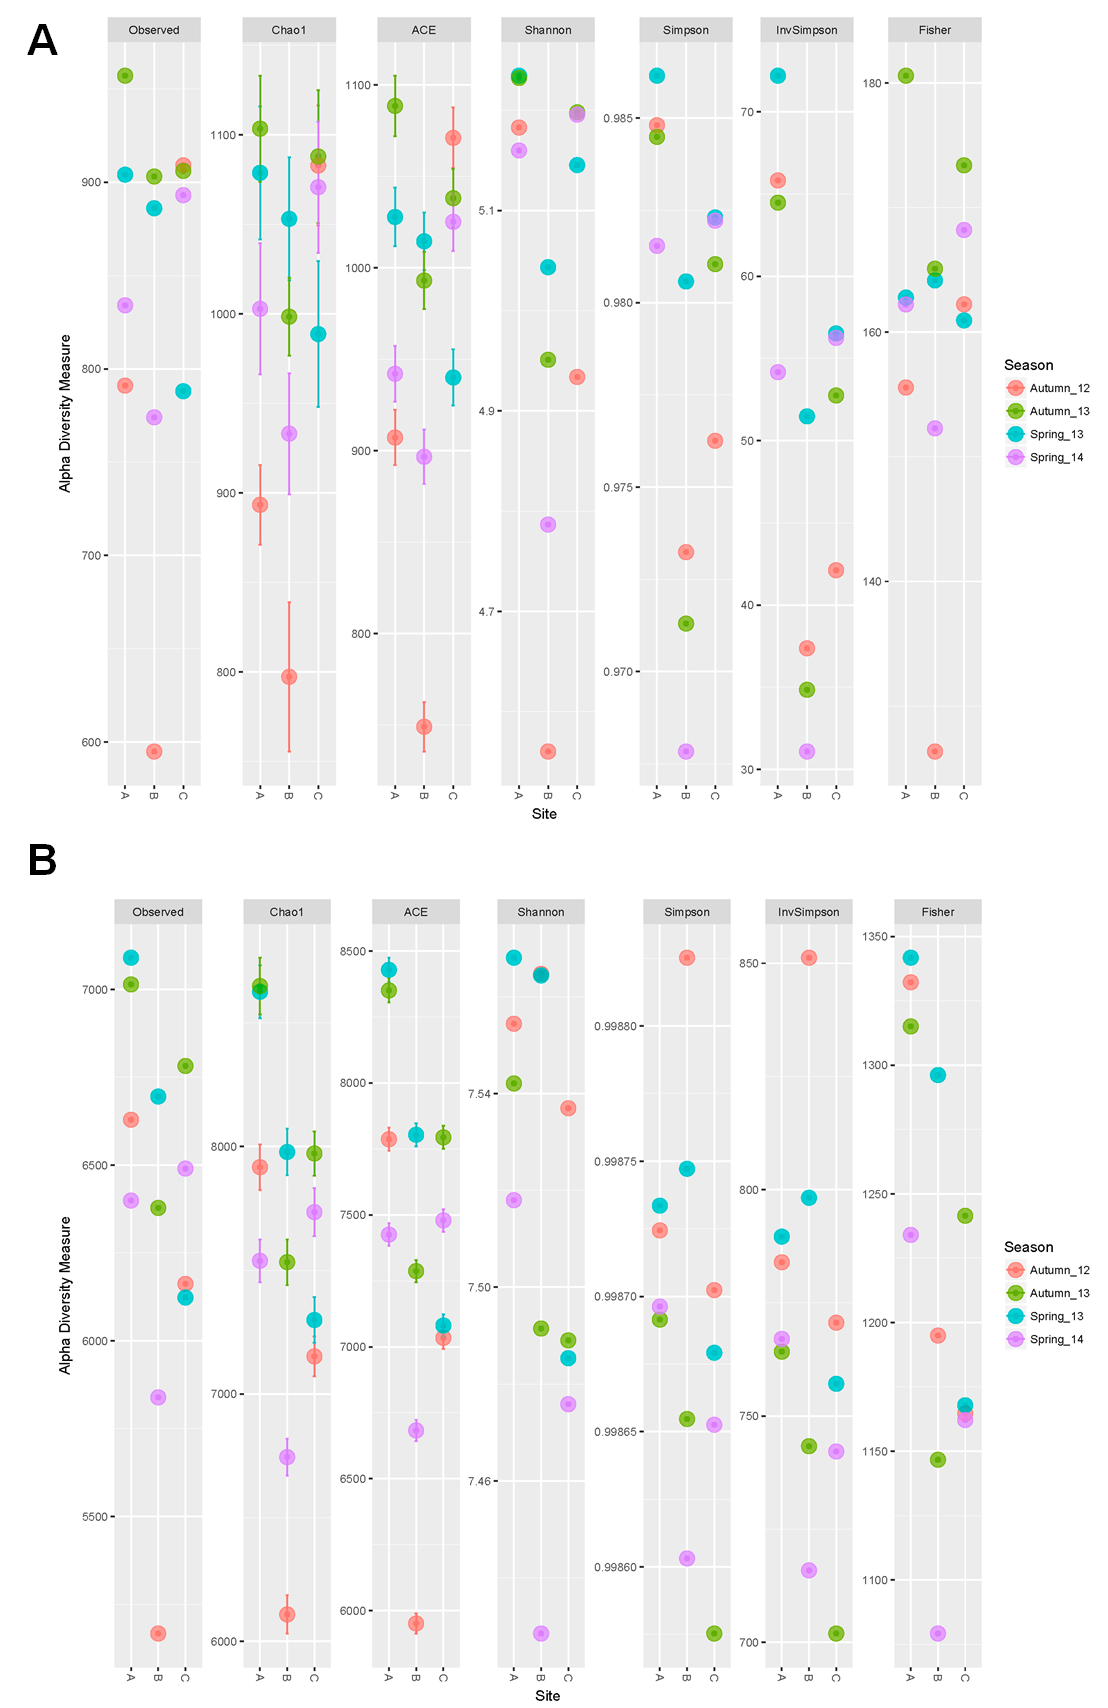 A
Observed Chao1 ACE Shannon Simpson InvSimpson Fisher
Alpha Diversity Measure
900
800
700
600
1100
1000
900
800
1100
1000
900
800
5.1
4.9
4.7
0.985
0.980
0.975
0.970
70
60
50
40
30
180
160
140
A B C A B C A B C A B C A B C A B C A B C
Site
Season
Autumn_12
Autumn_13
Spring_13
Spring_14
B
Observed Chao1 ACE Shannon Simpson InvSimpson Fisher
Alpha Diversity Measure
7000
6500
6000
5500
8000
7000
6000
8500
8000
7500
7000
6500
6000
7.54
7.50
7.46
0.99880
0.99875
0.99870
0.99865
0.99860
850
800
750
700
1350
1300
1250
1200
1150
1100
A B C A B C A B C A B C A B C A B C A B C
Site
Season
Autumn_12
Autumn_13
Spring_13
Spring_14